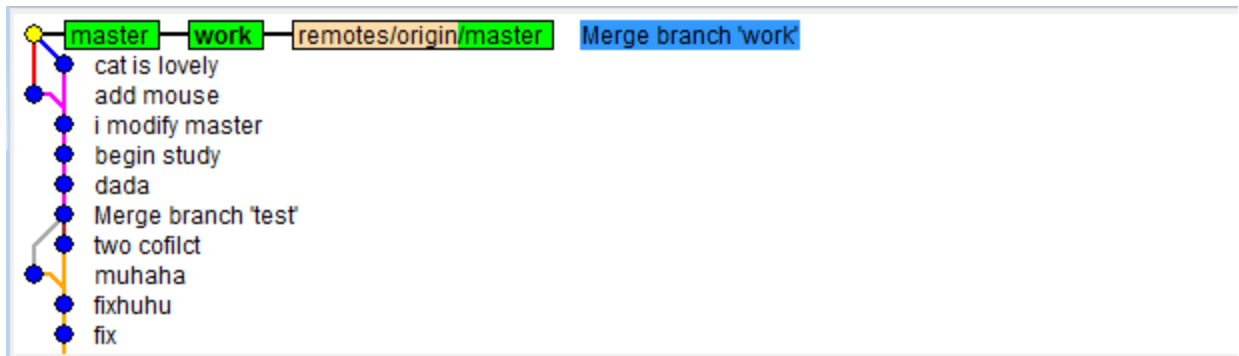 master work remotes/origin/master Merge branch 'work'
cat is lovely
add mouse
i modify master
begin study
dada
Merge branch 'test'
two cofilct
muhaha
fixhuhu
fix